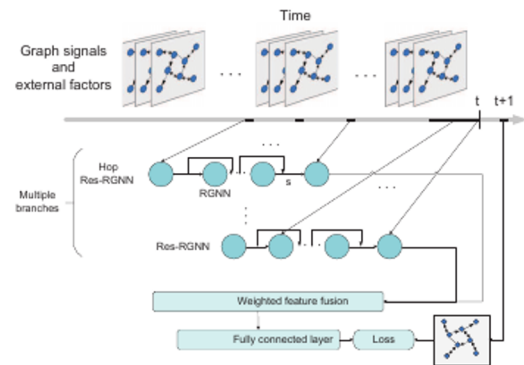 Time
Graph signals
and
external factors
t
t+1
Multiple
branches
Hop
Res-RGNN
RGNN
s
Res-RGNN
Weighted feature fusion
Fully connected layer
Loss